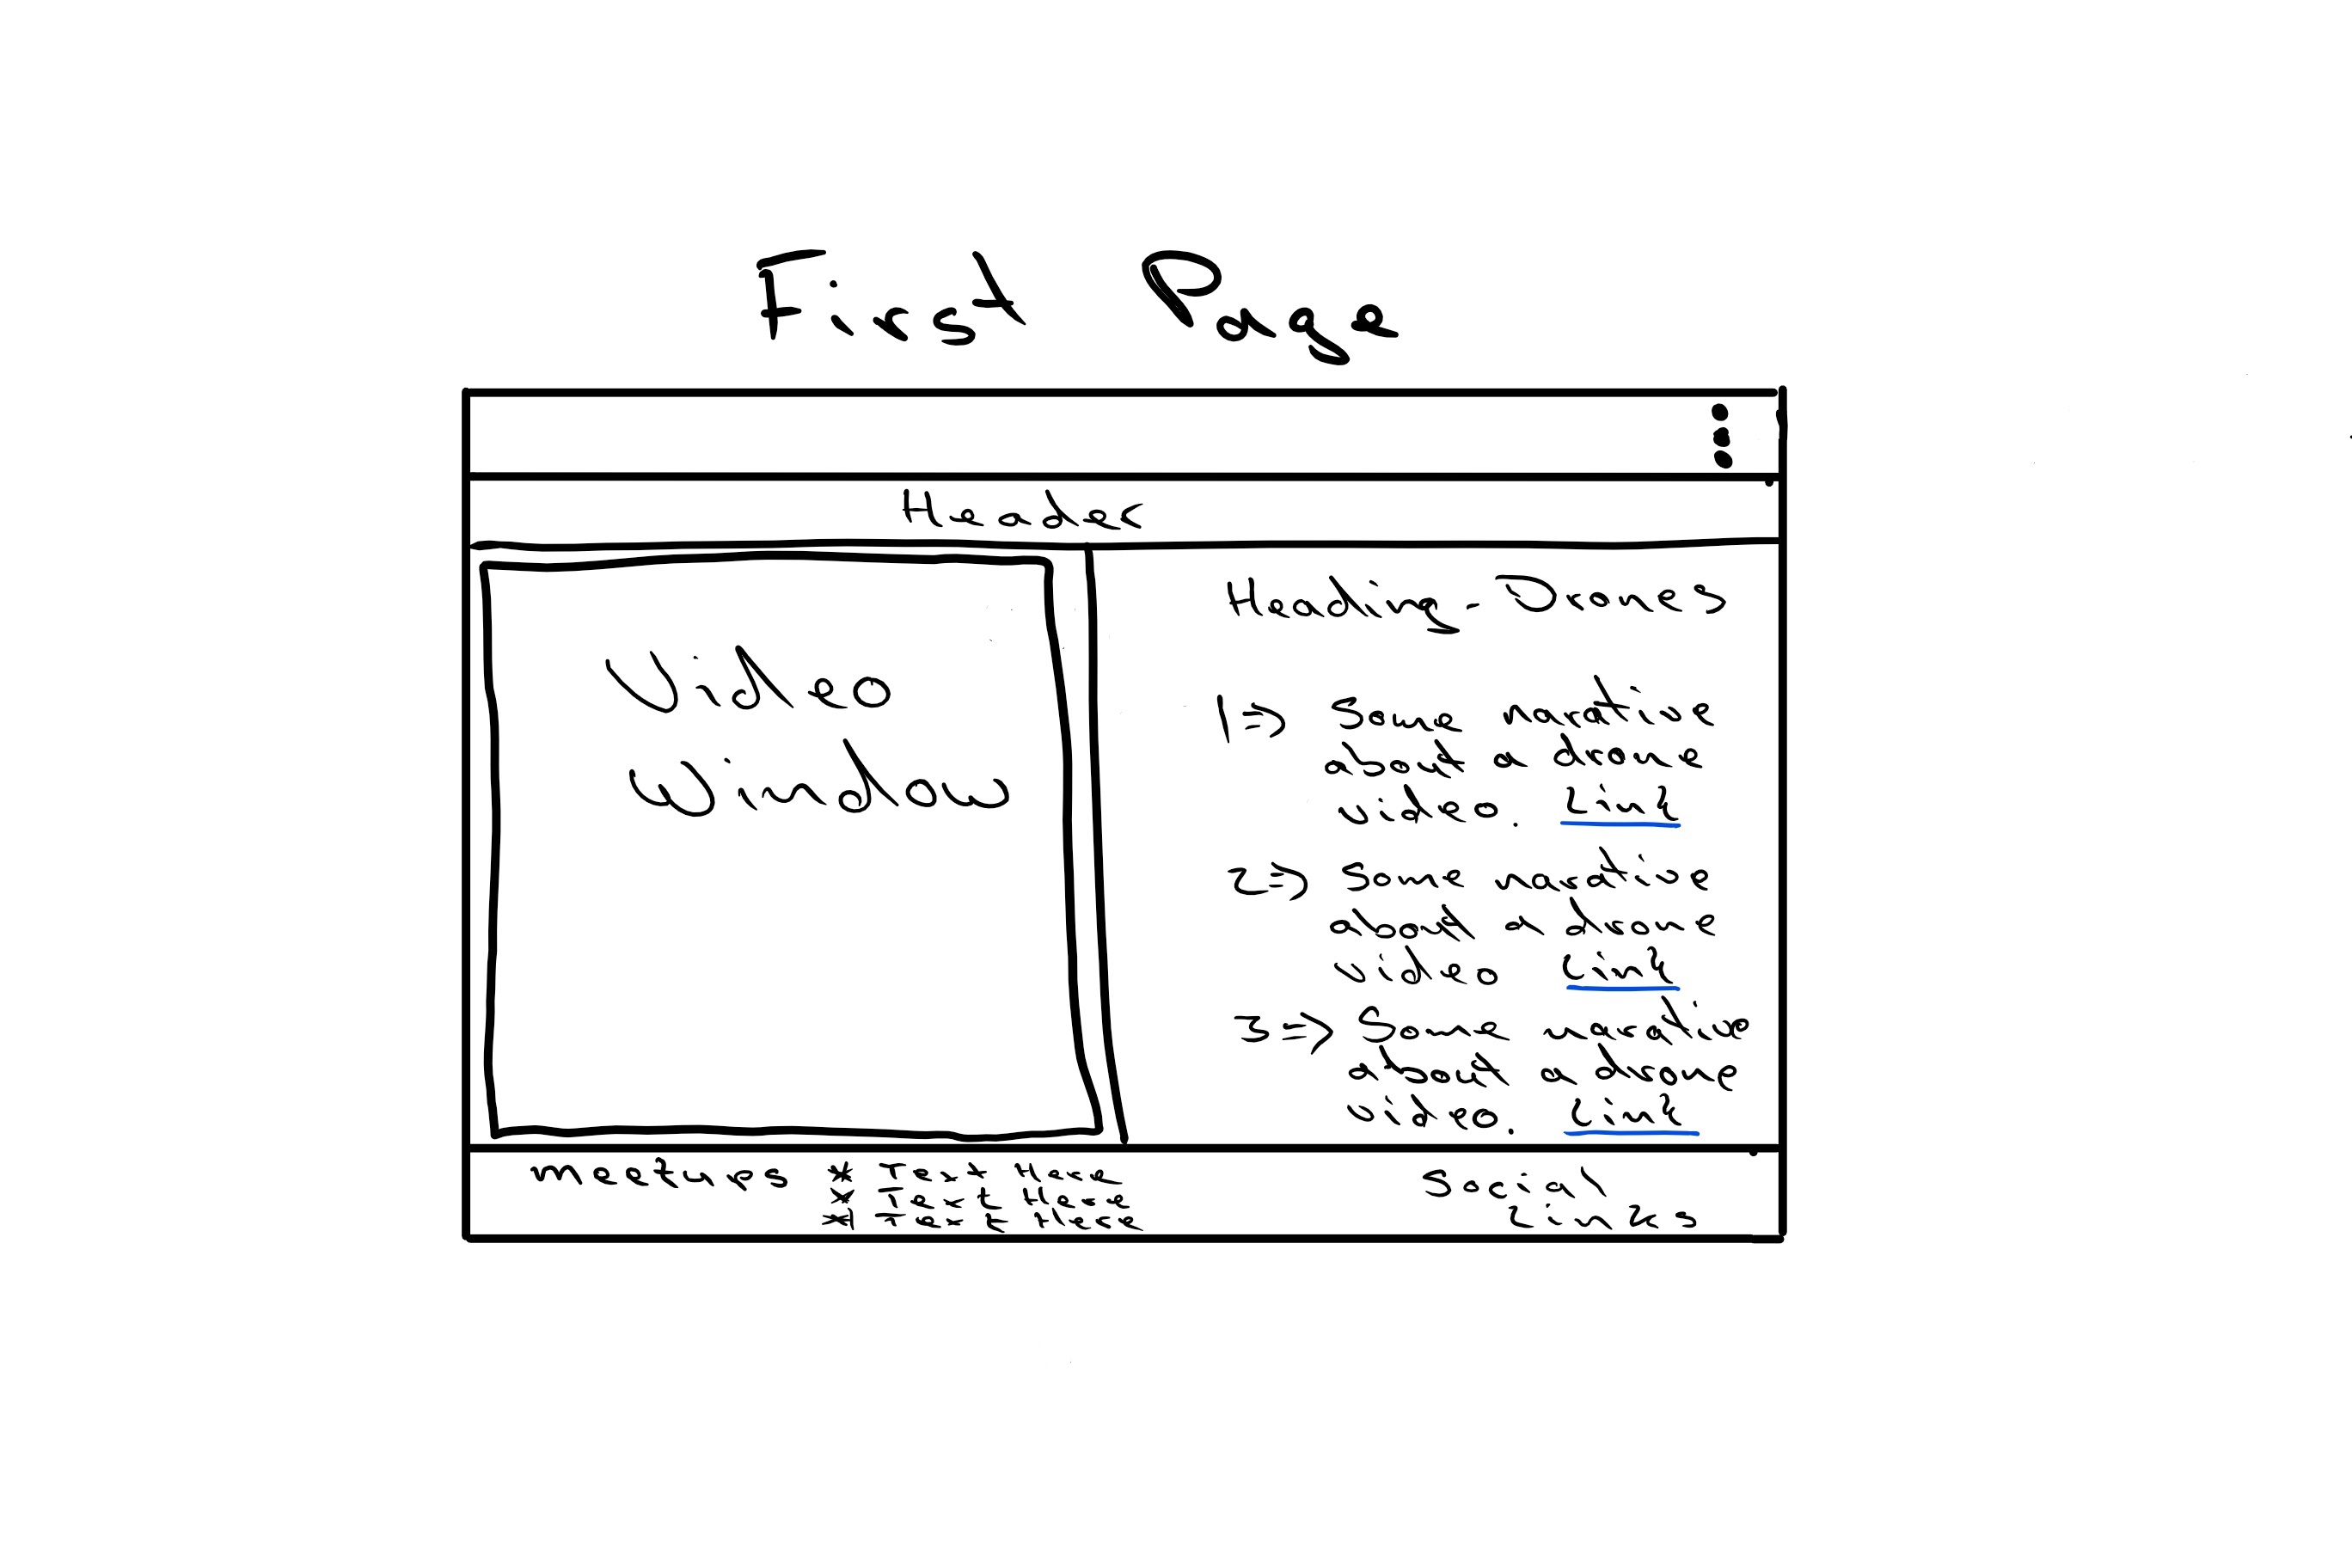 First Page
Header
Video
Window
Heading - Drones
1=> Some narative
about a drone
video. Link
2=> Some narative
about a drone
video Link
3=> Some narative
about a drone
video. Link
* Text Here
* Text Here
* Text Here
Social
Links